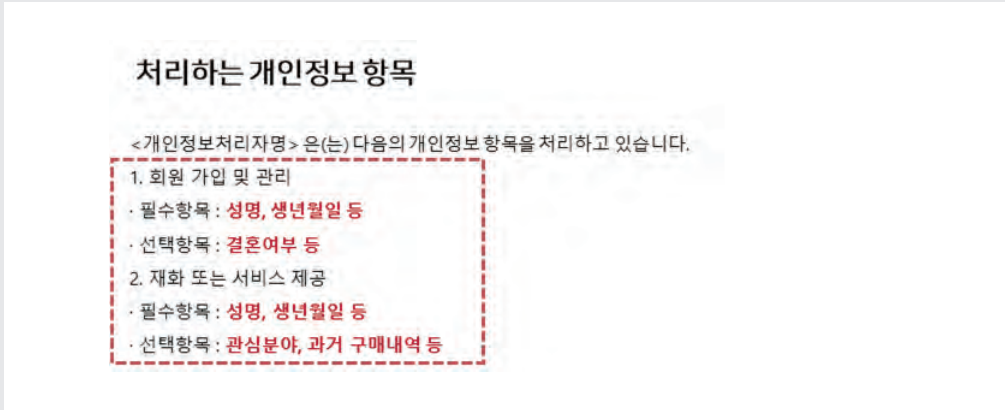 처리하는 개인정보 항목
<개인정보처리자명> 은(는) 다음의 개인정보 항목을 처리하고 있습니다.
1. 회원 가입 및 관리
· 필수항목 : 성명, 생년월일 등
· 선택항목 : 결혼여부 등
2. 재화 또는 서비스 제공
· 필수항목 : 성명, 생년월일 등
· 선택항목 : 관심분야, 과거 구매내역 등